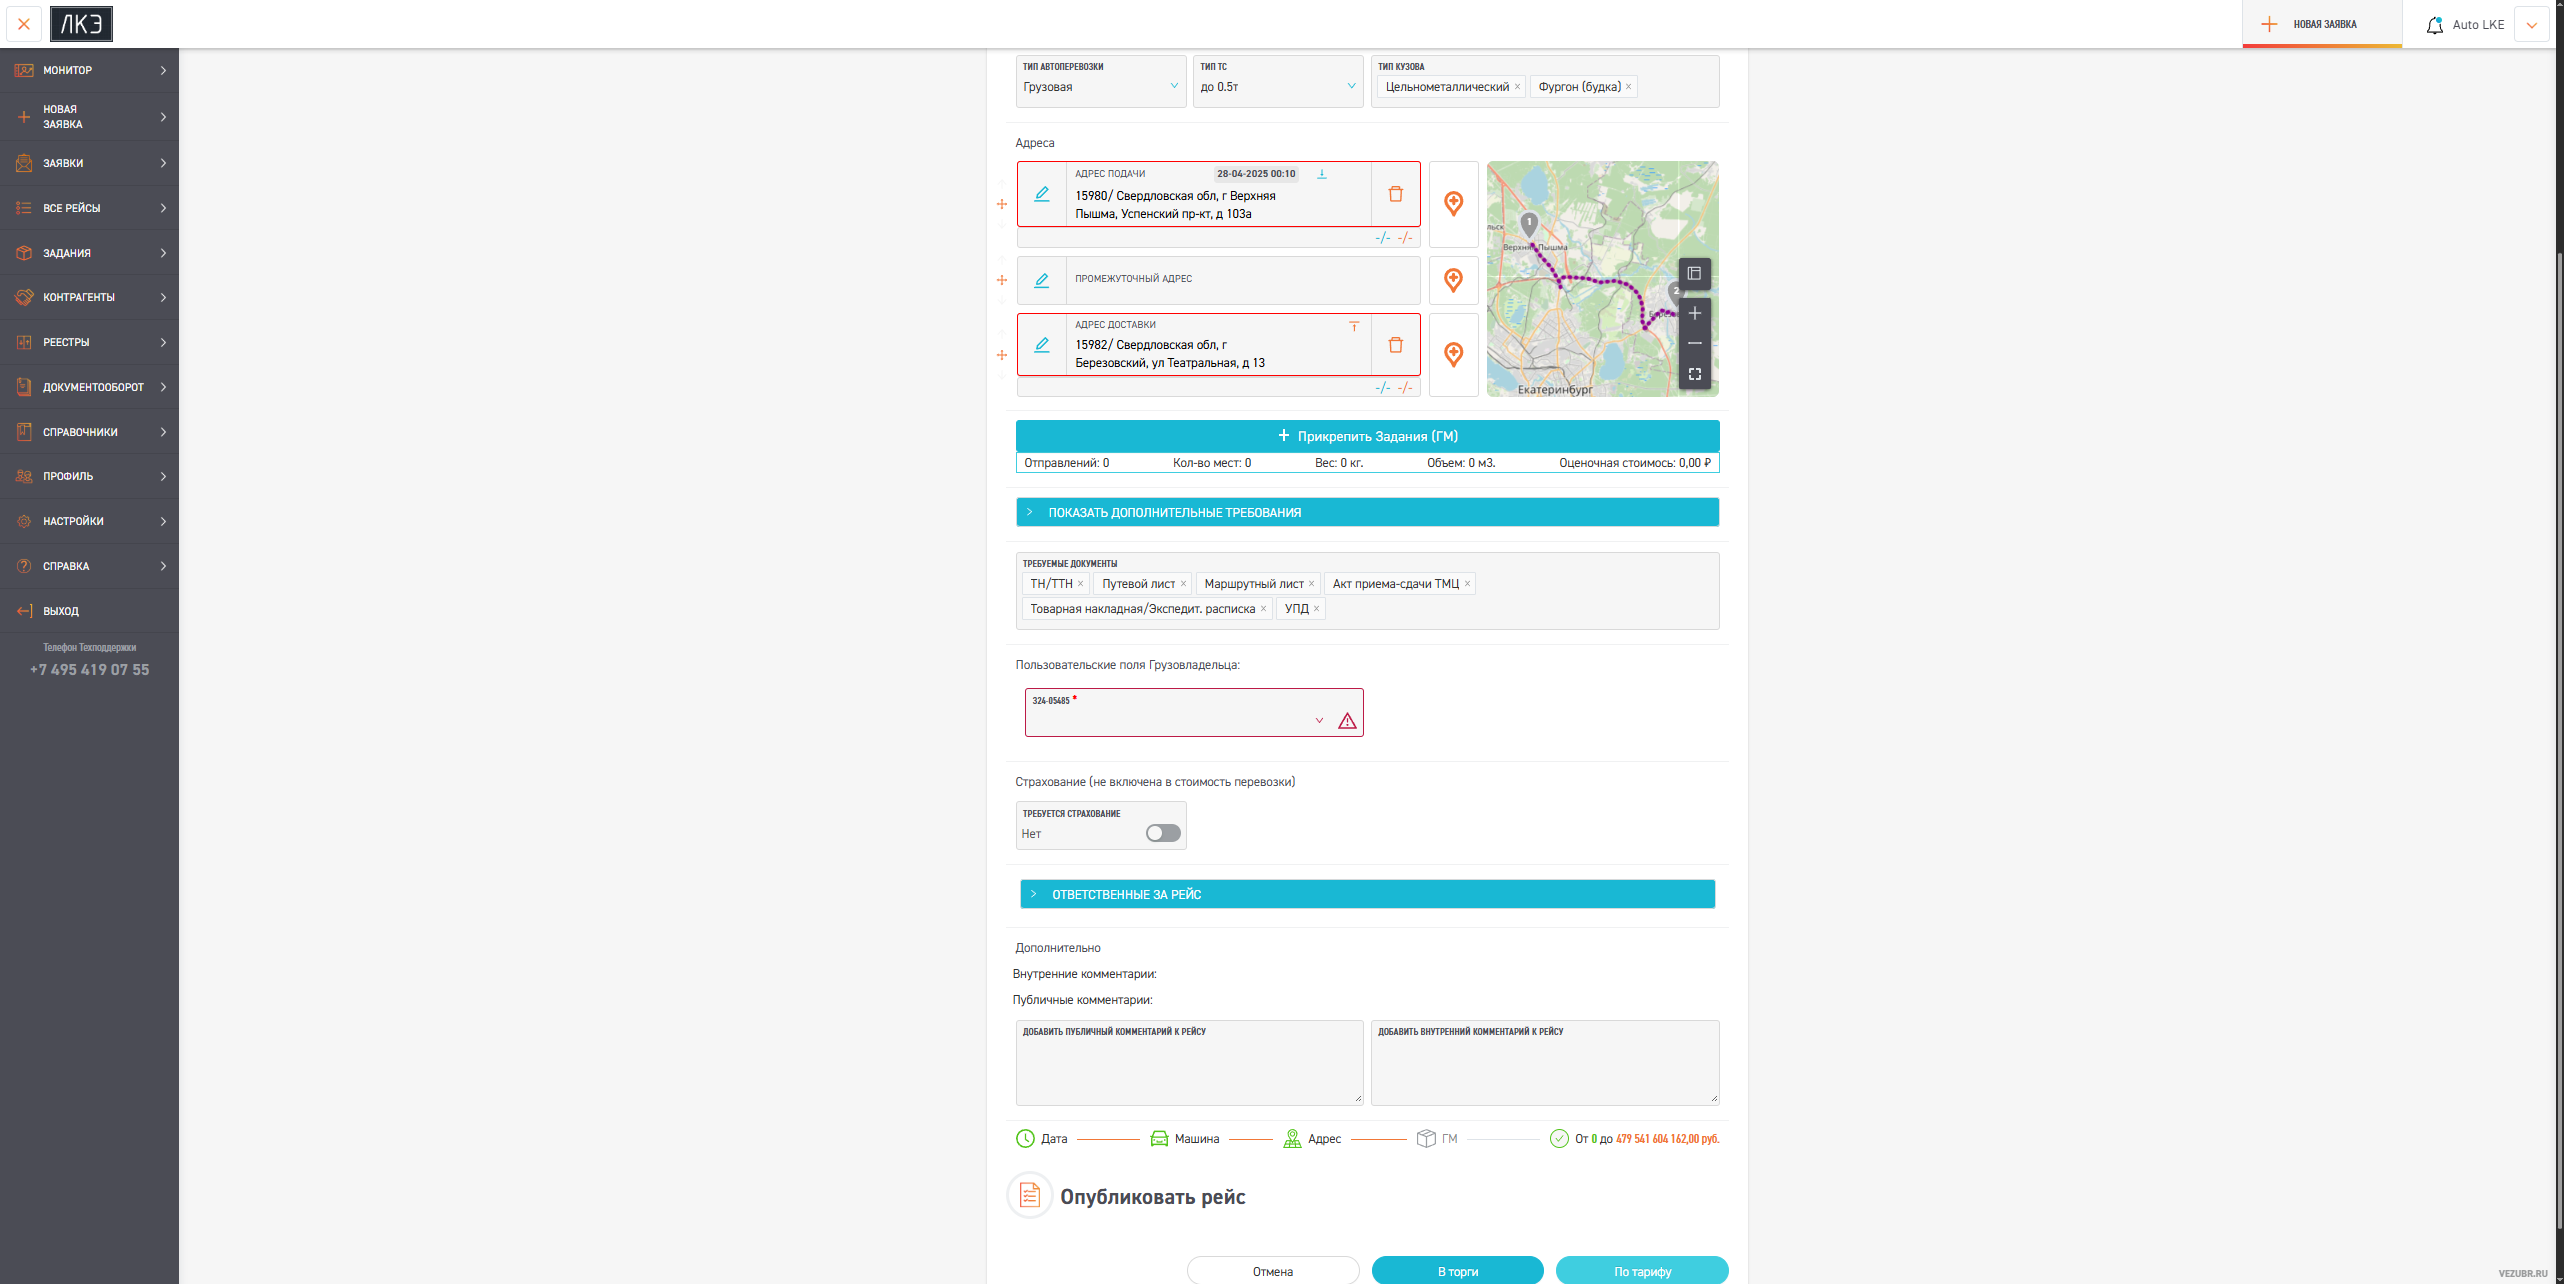 ЛКЭ
НОВАЯ ЗАЯВКА
Auto LKE
МОНИТОР
НОВАЯ
ЗАЯВКА
ЗАЯВКИ
ВСЕ РЕЙСЫ
ЗАДАНИЯ
КОНТРАГЕНТЫ
РЕЕСТРЫ
ДОКУМЕНТООБОРОТ
СПРАВОЧНИКИ
ПРОФИЛЬ
НАСТРОЙКИ
СПРАВКА
ВЫХОД
Телефон Техподдержки
+7 495 419 07 55
ТИП АВТОПЕРЕВОЗКИ
Грузовая
ТИП ТС
до 0.5т
ТИП КУЗОВА
Цельнометаллический × Фургон (будка) ×
Адреса
АДРЕС ПОДАЧИ 28-04-2025 00:10
15980/ Свердловская обл, г Верхняя
Пышма, Успенский пр-кт, д 103а
-/- -/-
ПРОМЕЖУТОЧНЫЙ АДРЕС
АДРЕС ДОСТАВКИ
15982/ Свердловская обл, г
Березовский, ул Театральная, д 13
-/- -/-
1
Верхняя Пышма
2
Екатеринбург
+ Прикрепить Задания (ГМ)
Отправлений: 0 Кол-во мест: 0 Вес: 0 кг. Объем: 0 м3. Оценочная стоимось: 0,00 ₽
ПОКАЗАТЬ ДОПОЛНИТЕЛЬНЫЕ ТРЕБОВАНИЯ
ТРЕБУЕМЫЕ ДОКУМЕНТЫ
ТН/ТТН × Путевой лист × Маршрутный лист × Акт приема-сдачи ТМЦ ×
Товарная накладная/Экспедит. расписка × УПД ×
Пользовательские поля Грузовладельца:
324-05485 *
Страхование (не включена в стоимость перевозки)
ТРЕБУЕТСЯ СТРАХОВАНИЕ
Нет
ОТВЕТСТВЕННЫЕ ЗА РЕЙС
Дополнительно
Внутренние комментарии:
Публичные комментарии:
ДОБАВИТЬ ПУБЛИЧНЫЙ КОММЕНТАРИЙ К РЕЙСУ
ДОБАВИТЬ ВНУТРЕННИЙ КОММЕНТАРИЙ К РЕЙСУ
Дата Машина Адрес ГМ От 0 до 479 541 604 162,00 руб.
Опубликовать рейс
Отмена
В торги
По тарифу
VEZUBR.RU